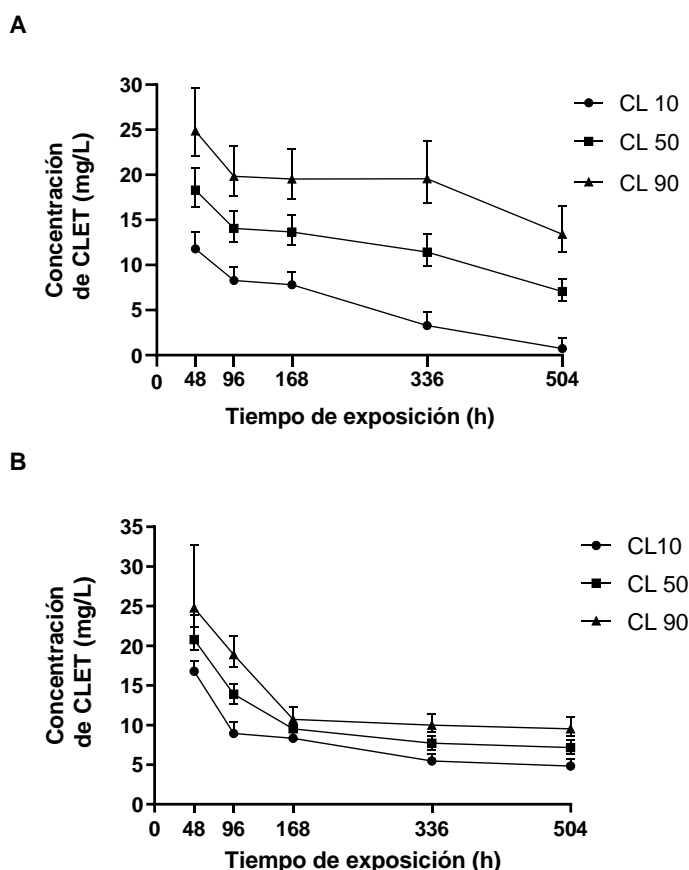 A
Concentración
de CLET (mg/L)
30
25
20
15
10
5
0
0 48 96 168 336 504
Tiempo de exposición (h)
CL 10
CL 50
CL 90
B
Concentración
de CLET (mg/L)
35
30
25
20
15
10
5
0
0 48 96 168 336 504
Tiempo de exposición (h)
CL10
CL 50
CL 90